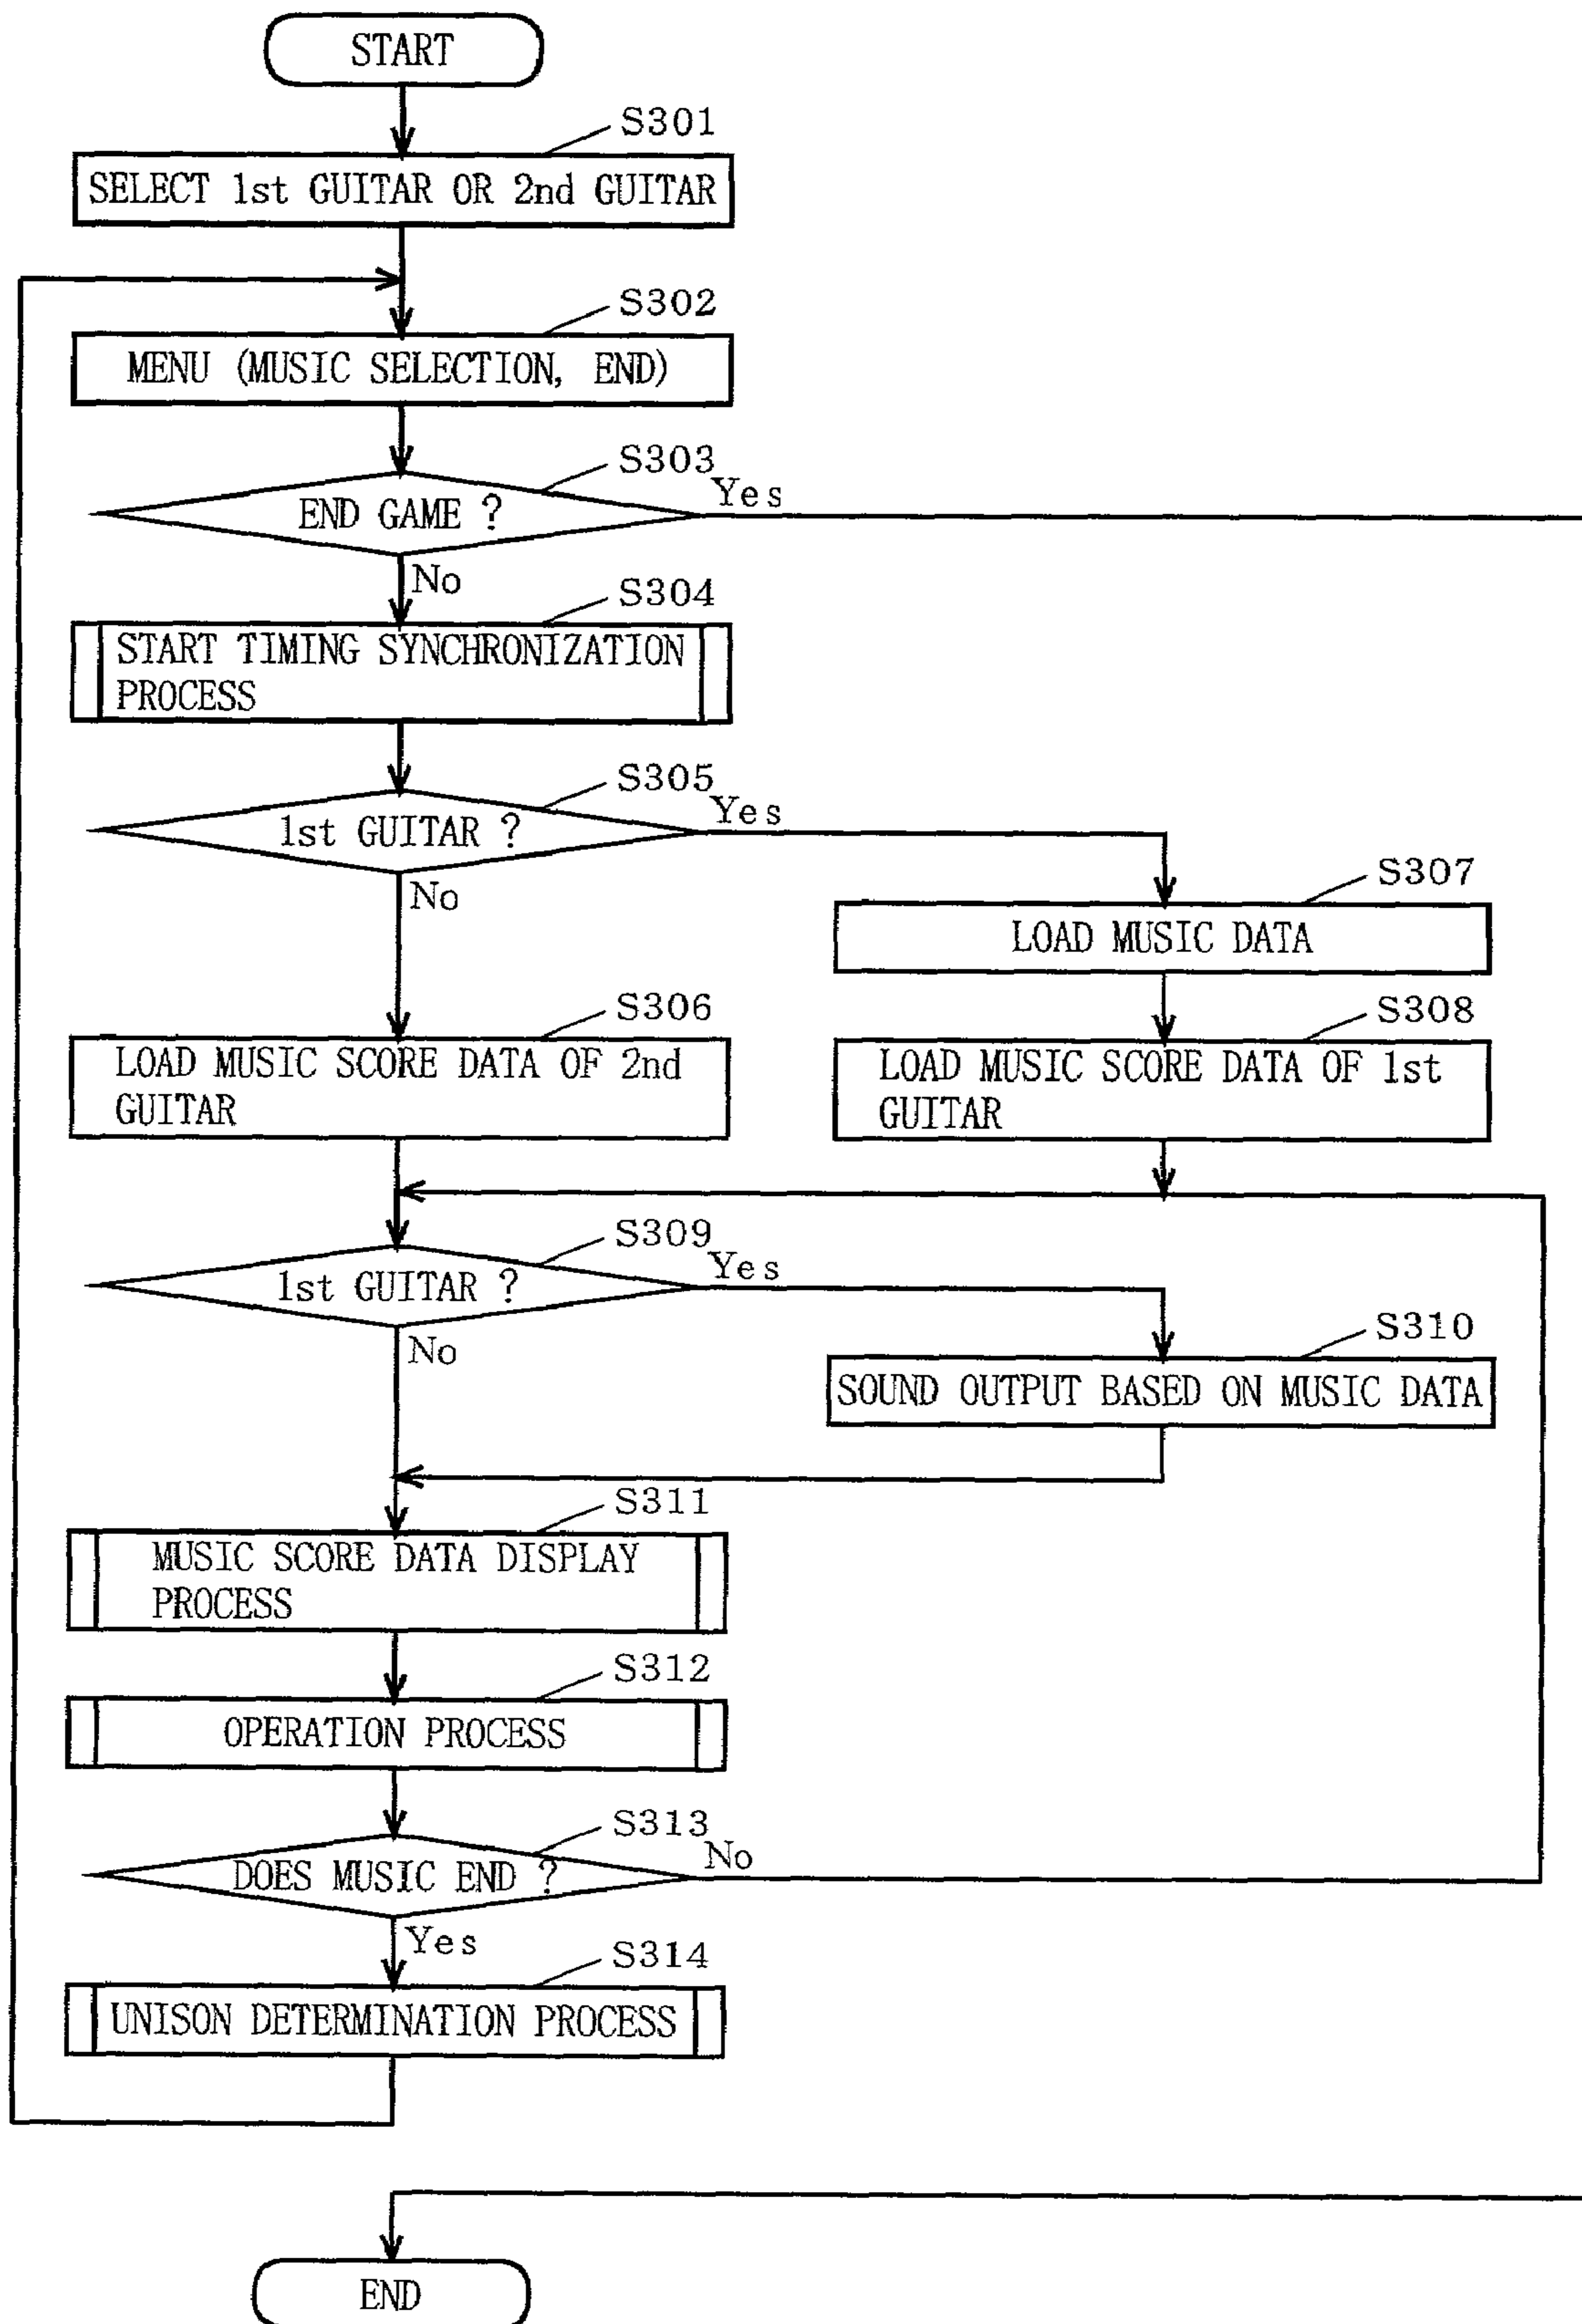 START
S301
SELECT 1st GUITAR OR 2nd GUITAR
S302
MENU (MUSIC SELECTION, END)
S303
END GAME ?
Yes
No
S304
START TIMING SYNCHRONIZATION
PROCESS
S305
1st GUITAR ?
Yes
No
S307
LOAD MUSIC DATA
S306
LOAD MUSIC SCORE DATA OF 2nd
GUITAR
S308
LOAD MUSIC SCORE DATA OF 1st
GUITAR
S309
1st GUITAR ?
Yes
No
S310
SOUND OUTPUT BASED ON MUSIC DATA
S311
MUSIC SCORE DATA DISPLAY
PROCESS
S312
OPERATION PROCESS
S313
DOES MUSIC END ?
No
Yes
S314
UNISON DETERMINATION PROCESS
END